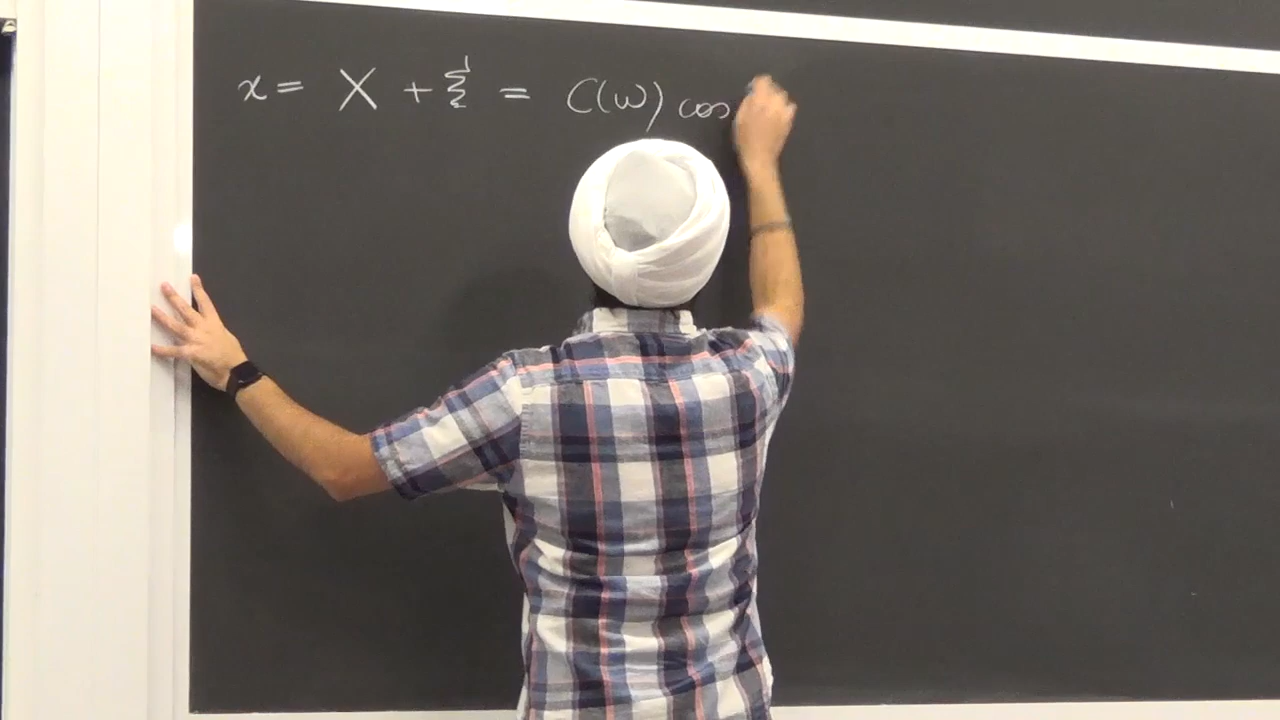 x = X + ξ = C(ω) cos